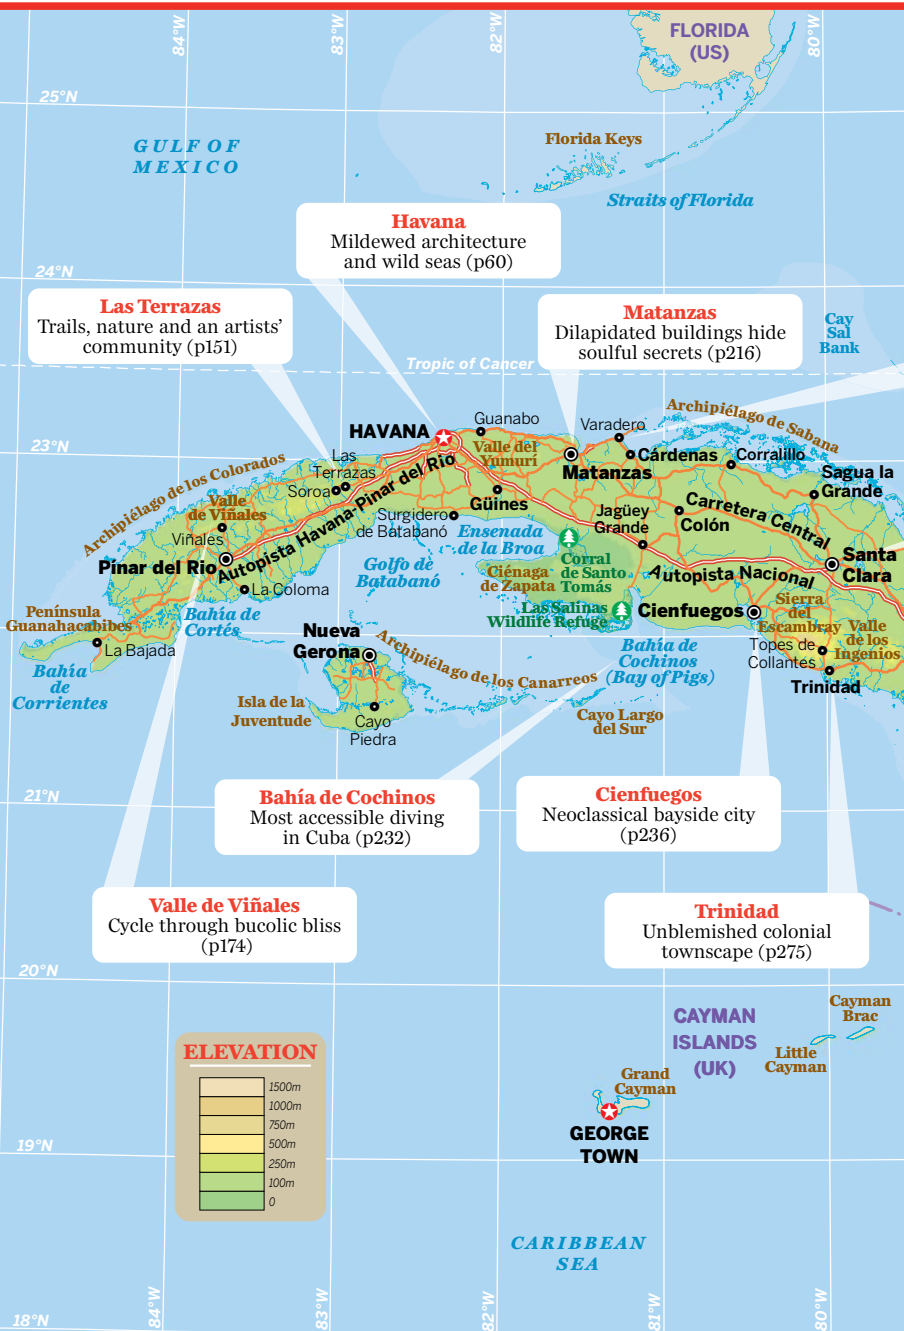 84°W
83°W
82°W
80°W
FLORIDA
(US)
25°N
GULF OF
MEXICO
Florida Keys
Straits of Florida
Havana
Mildewed architecture
and wild seas (p60)
24°N
Las Terrazas
Trails, nature and an artists'
community (p151)
Matanzas
Dilapidated buildings hide
soulful secrets (p216)
Cay
Sal
Bank
Tropic of Cancer
Archipiélago de Sabana
Guanabo
Varadero
HAVANA
23°N
Valle del
Yumurí
Matanzas
Cárdenas
Corralillo
Archipiélago de los Colorados
Las
Terrazas
Soroa
Sagua la
Grande
Valle
de Viñales
Viñales
Autopista Havana-Pinar del Rio
Güines
Surgidero
de Batabanó
Ensenada
de la Broa
Jagüey
Grande
Colón
Carretera Central
Pinar del Rio
La Coloma
Golfo de
Batabanó
Ciénaga
de Zapata
Corral
de Santo
Tomás
Autopista Nacional
Santa
Clara
Las Salinas
Wildlife Refuge
Cienfuegos
Sierra
del
Escambray
Valle
de los
Ingenios
Península
Guanahacabibes
La Bajada
Bahía de
Cortés
Nueva
Gerona
Archipiélago de los Canarreos
Bahía de
Cochinos
(Bay of Pigs)
Topes de
Collantes
Trinidad
Bahía
de
Corrientes
Isla de la
Juventude
Cayo
Piedra
Cayo Largo
del Sur
21°N
Bahía de Cochinos
Most accessible diving
in Cuba (p232)
Cienfuegos
Neoclassical bayside city
(p236)
Valle de Viñales
Cycle through bucolic bliss
(p174)
Trinidad
Unblemished colonial
townscape (p275)
20°N
CAYMAN
ISLANDS
(UK)
Cayman
Brac
Little
Cayman
Grand
Cayman
GEORGE
TOWN
ELEVATION
1500m
1000m
750m
500m
250m
100m
0
19°N
CARIBBEAN
SEA
18°N
84°W
83°W
82°W
81°W
80°W